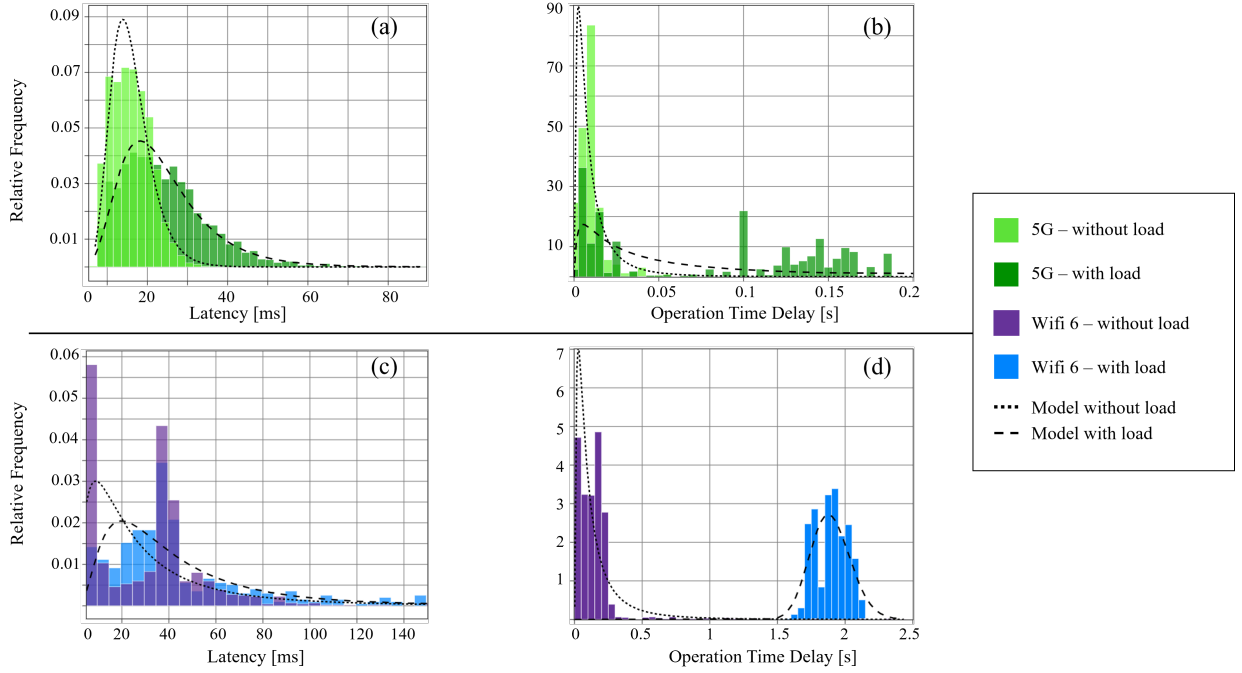 (a)
Relative Frequency
0.09
0.07
0.05
0.03
0.01
0
20
40
60
80
Latency [ms]
(b)
90
70
50
30
10
0
0.05
0.1
0.15
0.2
Operation Time Delay [s]
(c)
Relative Frequency
0.06
0.05
0.04
0.03
0.02
0.01
0
20
40
60
80
100
120
140
Latency [ms]
(d)
7
6
5
4
3
2
1
0
0.5
1
1.5
2
2.5
Operation Time Delay [s]
5G – without load
5G – with load
Wifi 6 – without load
Wifi 6 – with load
Model without load
Model with load